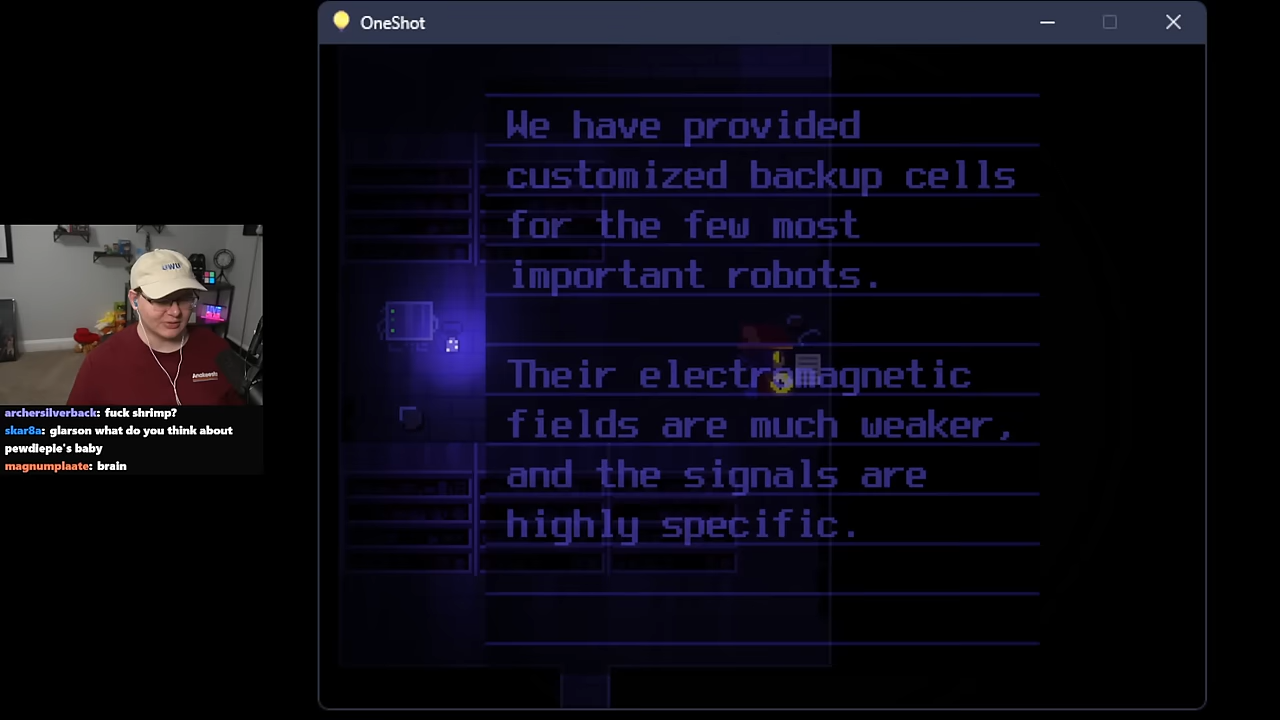 OneShot
We have provided
customized backup cells
for the few most
important robots.
Their electromagnetic
fields are much weaker,
and the signals are
highly specific.
UWU
archersilverback: fuck shrimp?
skar8a: glarson what do you think about
pewdiepie's baby
magnumplaate: brain